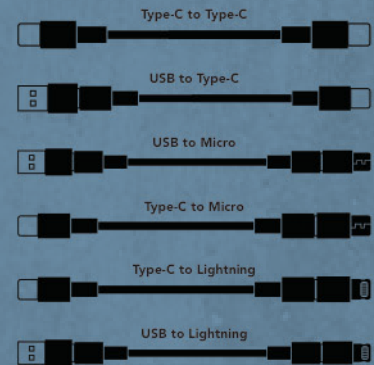 Type-C to Type-C
USB to Type-C
USB to Micro
Type-C to Micro
Type-C to Lightning
USB to Lightning